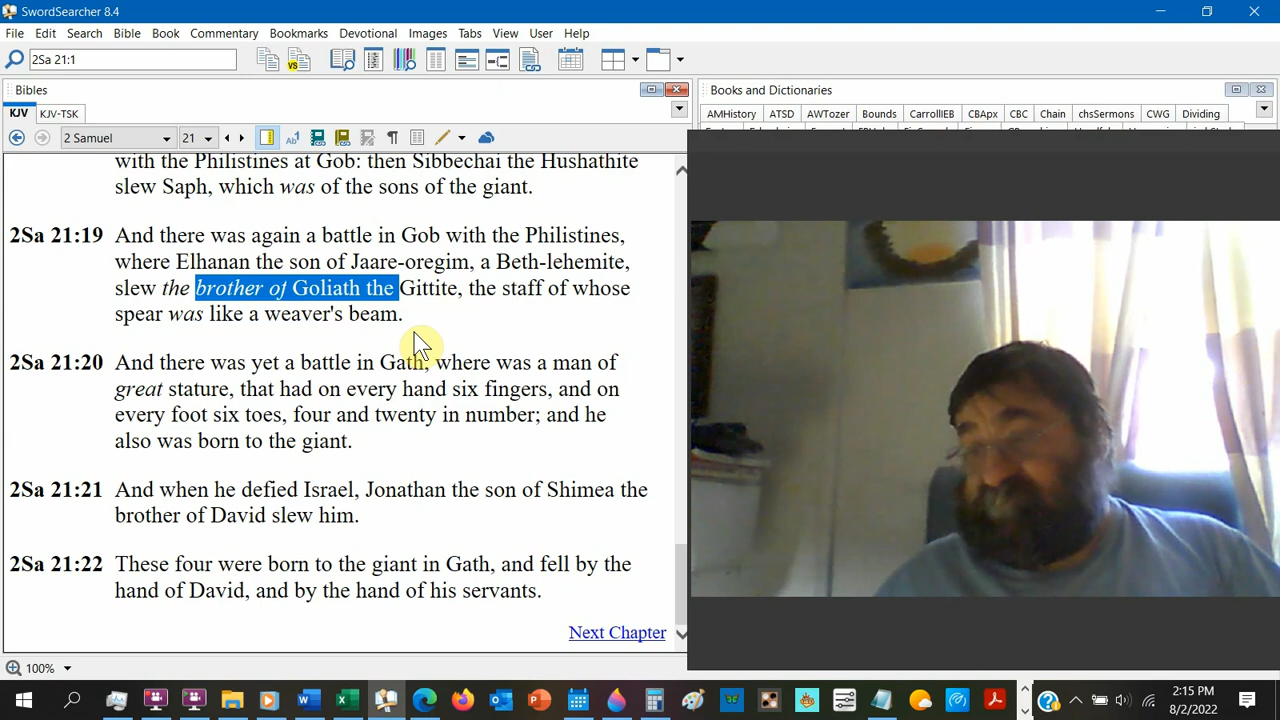 SwordSearcher 8.4
File Edit Search Bible Book Commentary Bookmarks Devotional Images Tabs View User Help
2Sa 21:1
VS
Bibles
Books and Dictionaries
KJV KJV-TSK
AMHistory ATSD AWTozer Bounds CarrollEB CBApx CBC Chain chsSermons CWG Dividing
2 Samuel 21
with the Philistines at Gob: then Sibbechai the Hushathite
slew Saph, which was of the sons of the giant.
2Sa 21:19 And there was again a battle in Gob with the Philistines,
where Elhanan the son of Jaare-oregim, a Beth-lehemite,
slew the brother of Goliath the Gittite, the staff of whose
spear was like a weaver's beam.
2Sa 21:20 And there was yet a battle in Gath, where was a man of
great stature, that had on every hand six fingers, and on
every foot six toes, four and twenty in number; and he
also was born to the giant.
2Sa 21:21 And when he defied Israel, Jonathan the son of Shimea the
brother of David slew him.
2Sa 21:22 These four were born to the giant in Gath, and fell by the
hand of David, and by the hand of his servants.
Next Chapter
100%
2:15 PM
8/2/2022